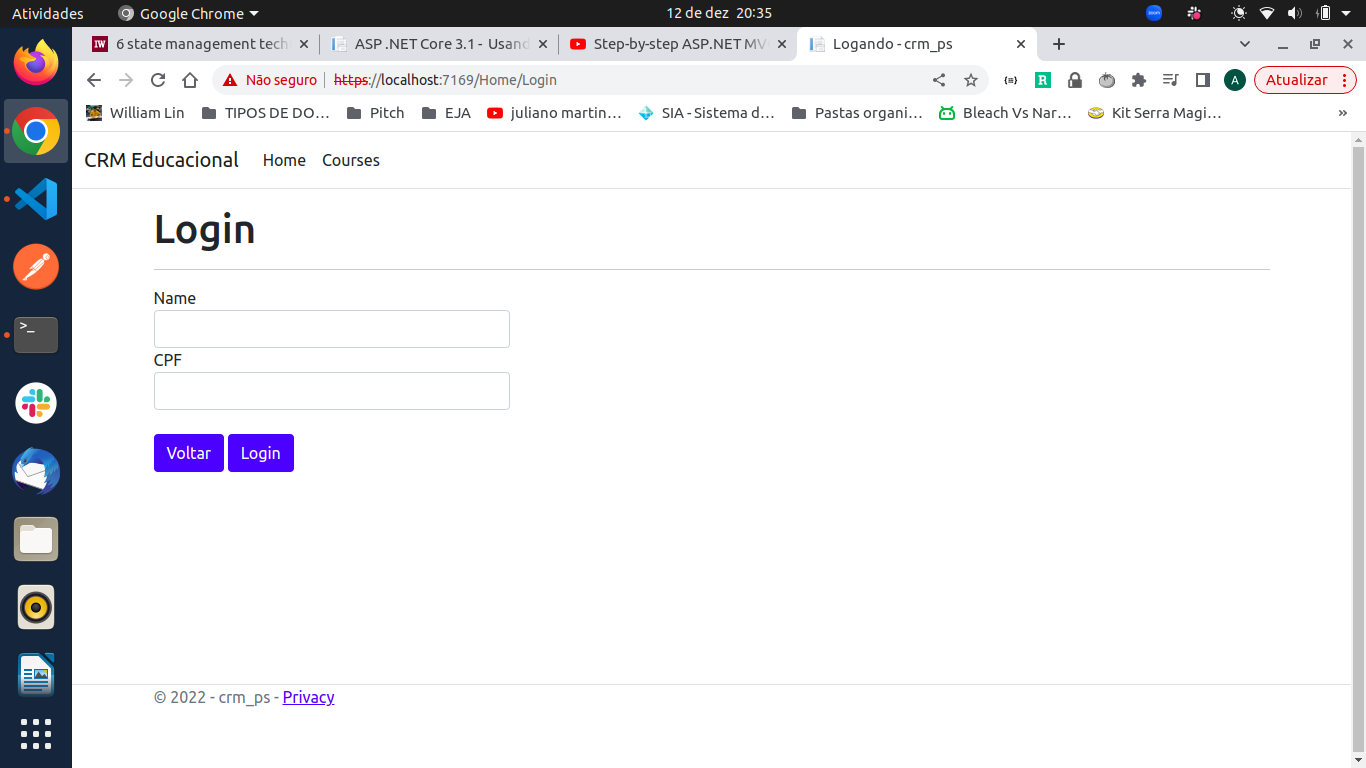 Atividades Google Chrome 12 de dez 20:35
6 state management tech ASP .NET Core 3.1 - Usand Step-by-step ASP.NET MV Logando - crm_ps
Não seguro https://localhost:7169/Home/Login Atualizar
William Lin TIPOS DE DO... Pitch EJA juliano martin... SIA - Sistema d... Pastas organi... Bleach Vs Nar... Kit Serra Magi... »
CRM Educacional Home Courses
Login
Name
CPF
Voltar Login
© 2022 - crm_ps - Privacy